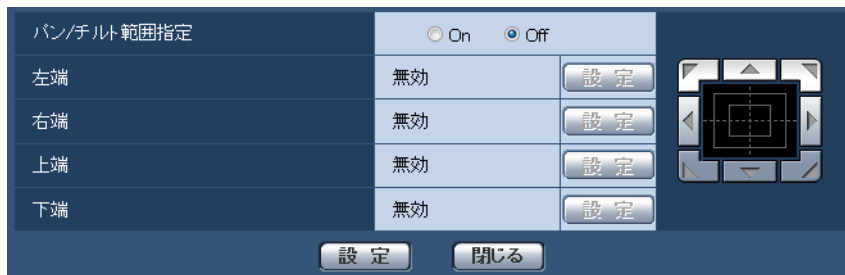 パン/チルト範囲指定 On Off
左端 無効 設 定
右端 無効 設 定
上端 無効 設 定
下端 無効 設 定
設 定 閉じる